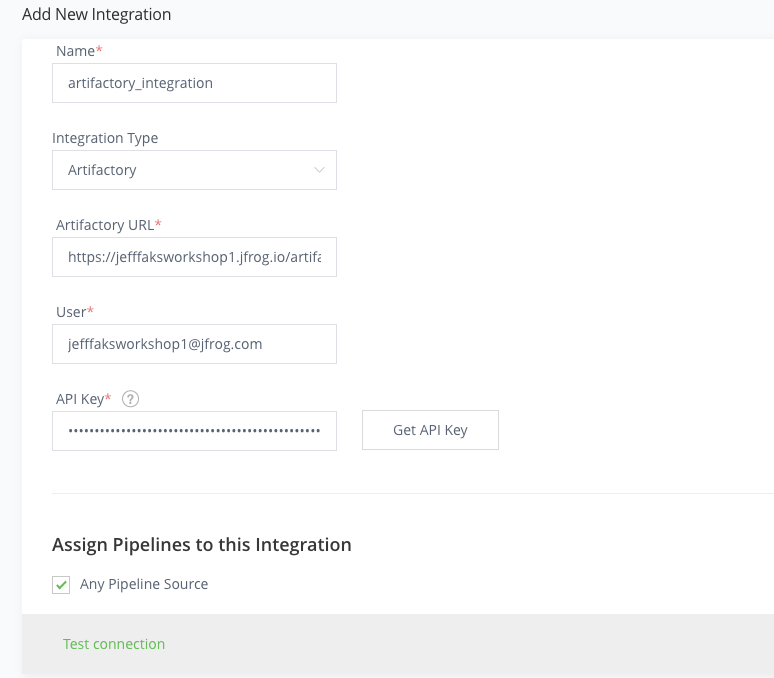 Add New Integration
Name*
artifactory_integration
Integration Type
Artifactory
Artifactory URL*
https://jefffaksworkshop1.jfrog.io/artifa
User*
jefffaksworkshop1@jfrog.com
API Key* ?
••••••••••••••••••••••••••••••••••••••••••••••••
Get API Key
Assign Pipelines to this Integration
Any Pipeline Source
Test connection